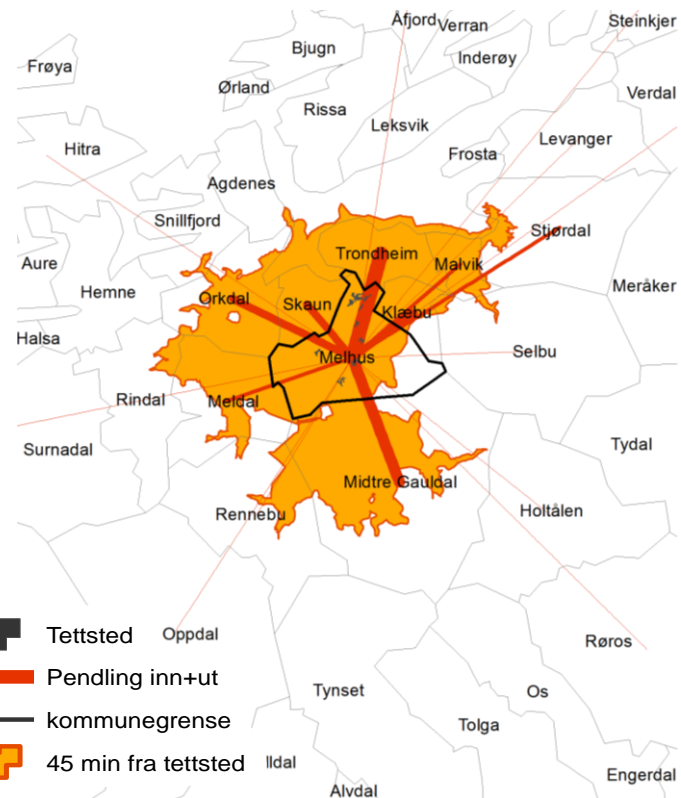 Åfjord
Verran
Steinkjer
Bjugn
Inderøy
Frøya
Ørland
Verdal
Rissa
Leksvik
Levanger
Hitra
Frosta
Agdenes
Snillfjord
Stjørdal
Trondheim
Aure
Malvik
Meråker
Hemne
Orkdal
Skaun
Klæbu
Halsa
Melhus
Selbu
Rindal
Meldal
Surnadal
Tydal
Midtre Gauldal
Rennebu
Holtålen
Tettsted
Oppdal
Røros
Pendling inn+ut
Tynset
Os
kommunegrense
Tolga
45 min fra tettsted
lldal
Engerdal
Alvdal